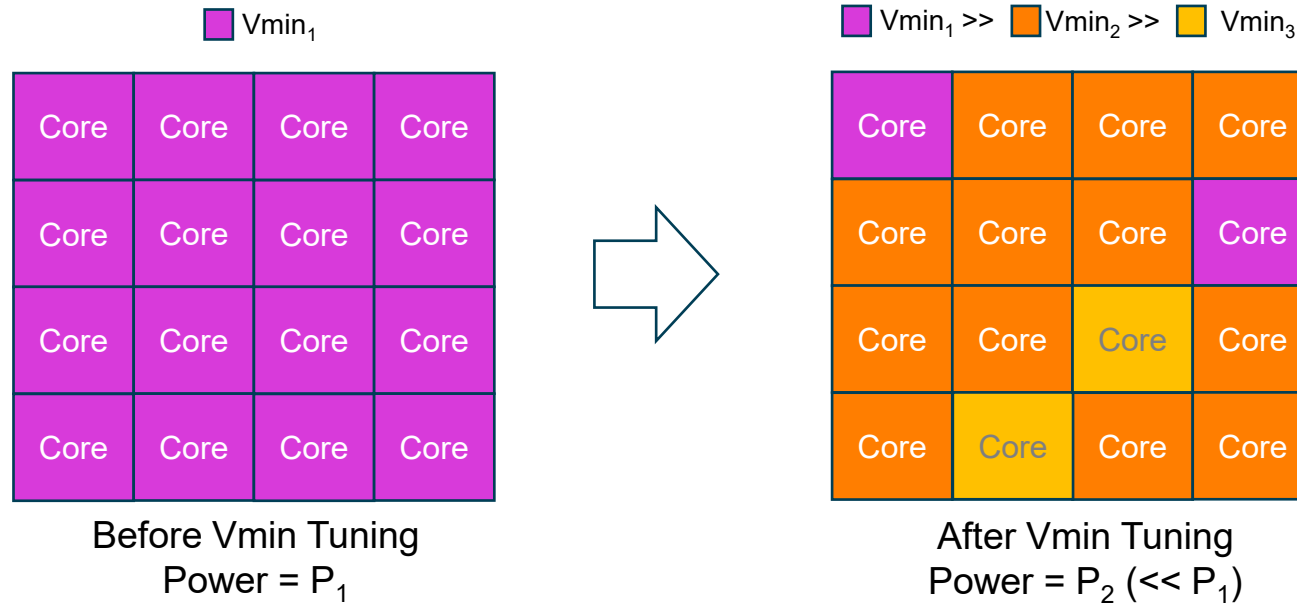 Vmin₁
Vmin₁ >> Vmin₂ >> Vmin₃
Core Core Core Core
Core Core Core Core
Core Core Core Core
Core Core Core Core
Before Vmin Tuning
Power = P₁
Core Core Core Core
Core Core Core Core
Core Core Core Core
Core Core Core Core
After Vmin Tuning
Power = P₂ (<< P₁)